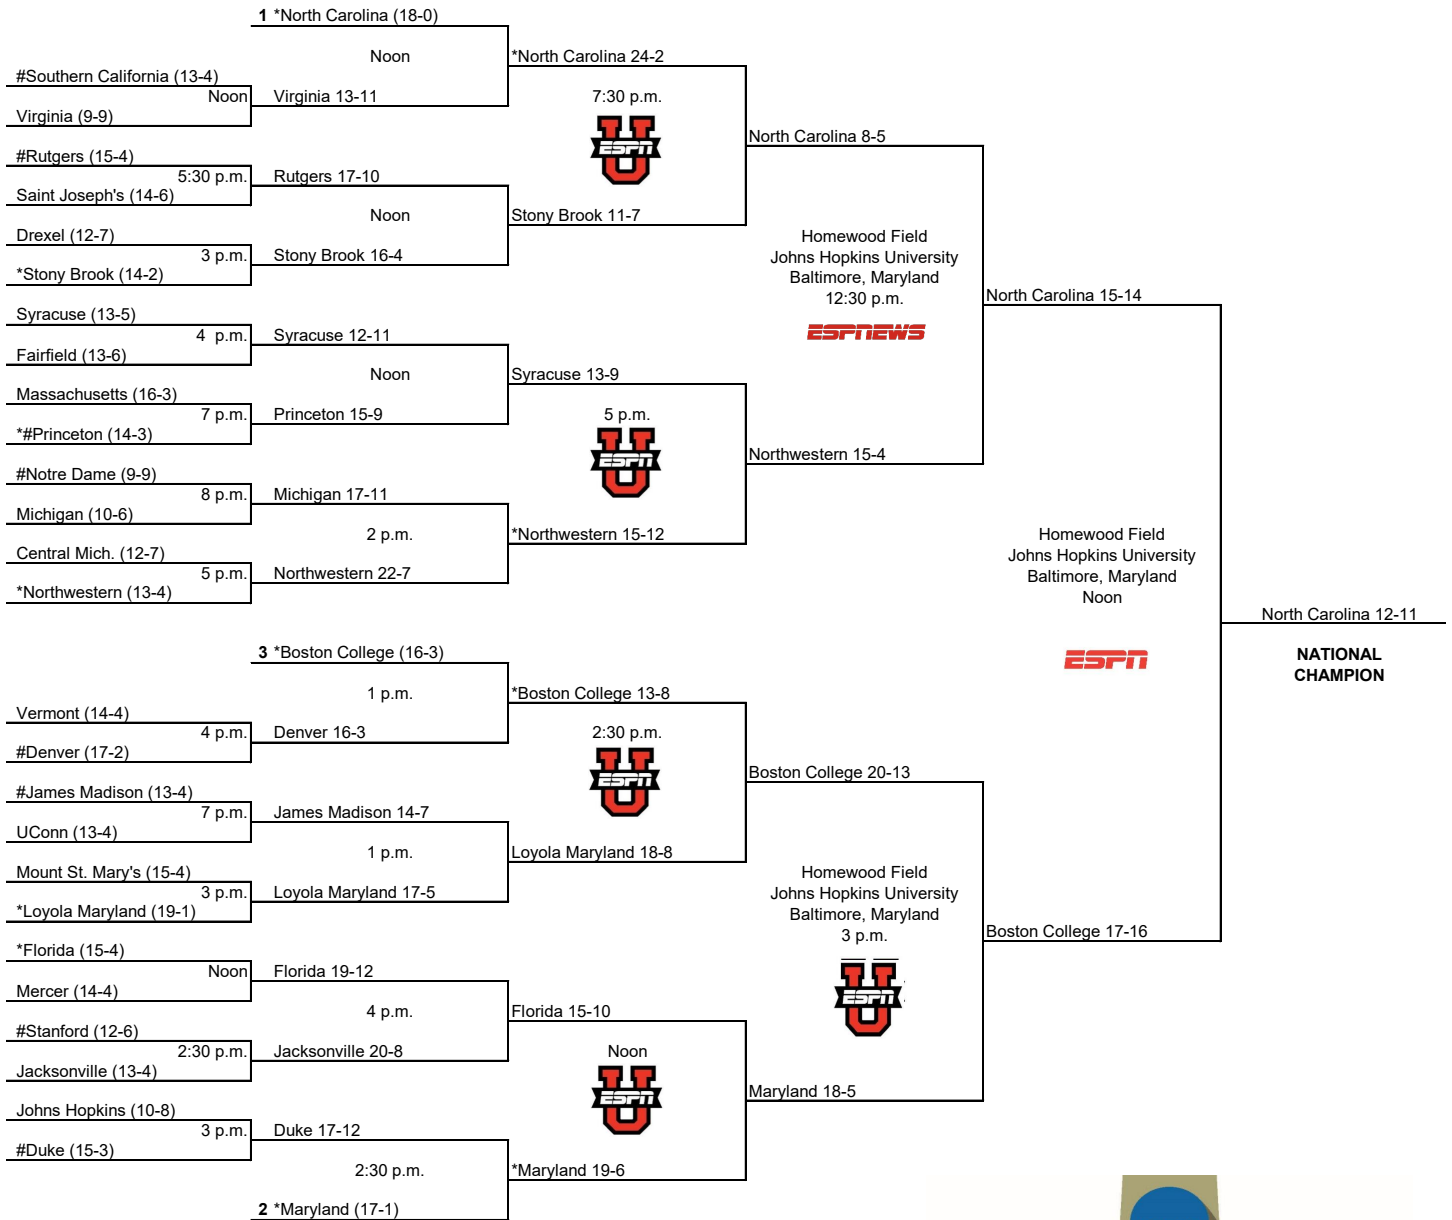 1 *North Carolina (18-0)
Noon
*North Carolina 24-2
#Southern California (13-4)
Noon
Virginia 13-11
7:30 p.m.
Virginia (9-9)
U
ESPN
North Carolina 8-5
#Rutgers (15-4)
5:30 p.m.
Rutgers 17-10
Saint Joseph's (14-6)
Noon
Stony Brook 11-7
Drexel (12-7)
3 p.m.
Stony Brook 16-4
*Stony Brook (14-2)
Homewood Field
Johns Hopkins University
Baltimore, Maryland
12:30 p.m.
ESPNEWS
North Carolina 15-14
Syracuse (13-5)
4 p.m.
Syracuse 12-11
Fairfield (13-6)
Noon
Syracuse 13-9
Massachusetts (16-3)
7 p.m.
Princeton 15-9
*#Princeton (14-3)
5 p.m.
U
ESPN
Northwestern 15-4
#Notre Dame (9-9)
8 p.m.
Michigan 17-11
Michigan (10-6)
2 p.m.
*Northwestern 15-12
Central Mich. (12-7)
5 p.m.
Northwestern 22-7
*Northwestern (13-4)
Homewood Field
Johns Hopkins University
Baltimore, Maryland
Noon
ESPN
North Carolina 12-11
NATIONAL
CHAMPION
3 *Boston College (16-3)
1 p.m.
*Boston College 13-8
Vermont (14-4)
4 p.m.
Denver 16-3
#Denver (17-2)
2:30 p.m.
U
ESPN
Boston College 20-13
#James Madison (13-4)
7 p.m.
James Madison 14-7
UConn (13-4)
1 p.m.
Loyola Maryland 18-8
Mount St. Mary's (15-4)
3 p.m.
Loyola Maryland 17-5
*Loyola Maryland (19-1)
Homewood Field
Johns Hopkins University
Baltimore, Maryland
3 p.m.
U
ESPN
Boston College 17-16
*Florida (15-4)
Noon
Florida 19-12
Mercer (14-4)
4 p.m.
Florida 15-10
#Stanford (12-6)
2:30 p.m.
Jacksonville 20-8
Jacksonville (13-4)
Noon
U
ESPN
Maryland 18-5
Johns Hopkins (10-8)
3 p.m.
Duke 17-12
#Duke (15-3)
2:30 p.m.
*Maryland 19-6
2 *Maryland (17-1)